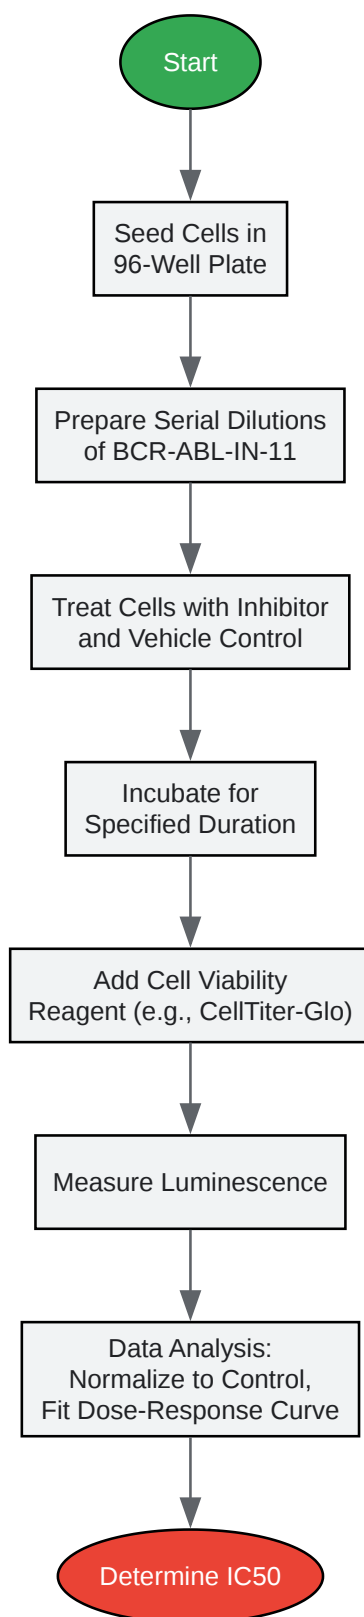 Start
Seed Cells in
96-Well Plate
Prepare Serial Dilutions
of BCR-ABL-IN-11
Treat Cells with Inhibitor
and Vehicle Control
Incubate for
Specified Duration
Add Cell Viability
Reagent (e.g., CellTiter-Glo)
Measure Luminescence
Data Analysis:
Normalize to Control,
Fit Dose-Response Curve
Determine IC50